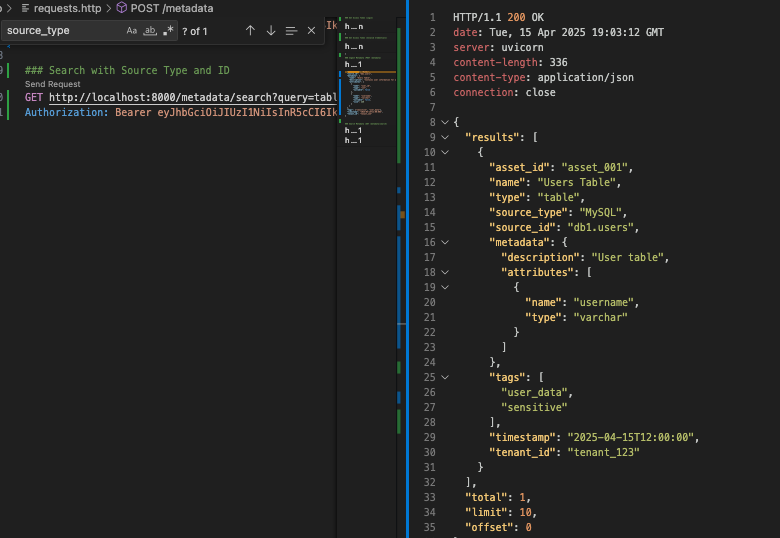 requests.http > POST /metadata
source_type
Aa
ab
.*
? of 1
### Search with Source Type and ID
Send Request
GET http://localhost:8000/metadata/search?query=tabl
Authorization: Bearer eyJhbGciOiJIUzI1NiIsInR5cCI6Ik
h…n
h…n
h…1
h…1
h…1
1 HTTP/1.1 200 OK
2 date: Tue, 15 Apr 2025 19:03:12 GMT
3 server: uvicorn
4 content-length: 336
5 content-type: application/json
6 connection: close
7
8 {
9 "results": [
10 {
11 "asset_id": "asset_001",
12 "name": "Users Table",
13 "type": "table",
14 "source_type": "MySQL",
15 "source_id": "db1.users",
16 "metadata": {
17 "description": "User table",
18 "attributes": [
19 {
20 "name": "username",
21 "type": "varchar"
22 }
23 ]
24 },
25 "tags": [
26 "user_data",
27 "sensitive"
28 ],
29 "timestamp": "2025-04-15T12:00:00",
30 "tenant_id": "tenant_123"
31 }
32 ],
33 "total": 1,
34 "limit": 10,
35 "offset": 0